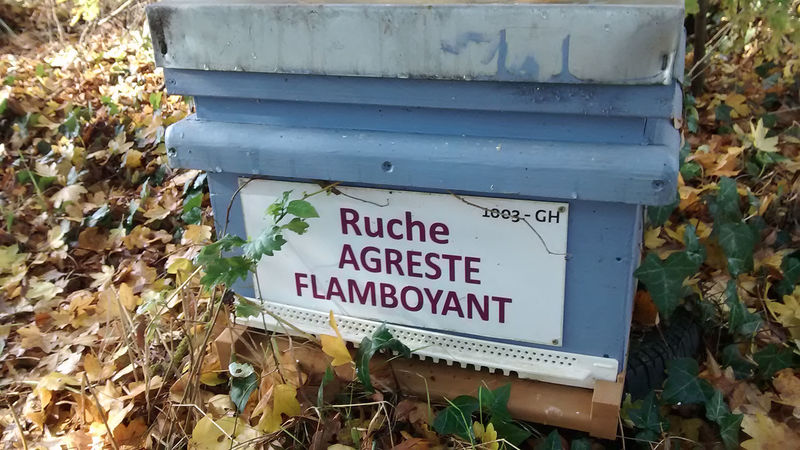 1003 - GH
Ruche
AGRESTE
FLAMBOYANT